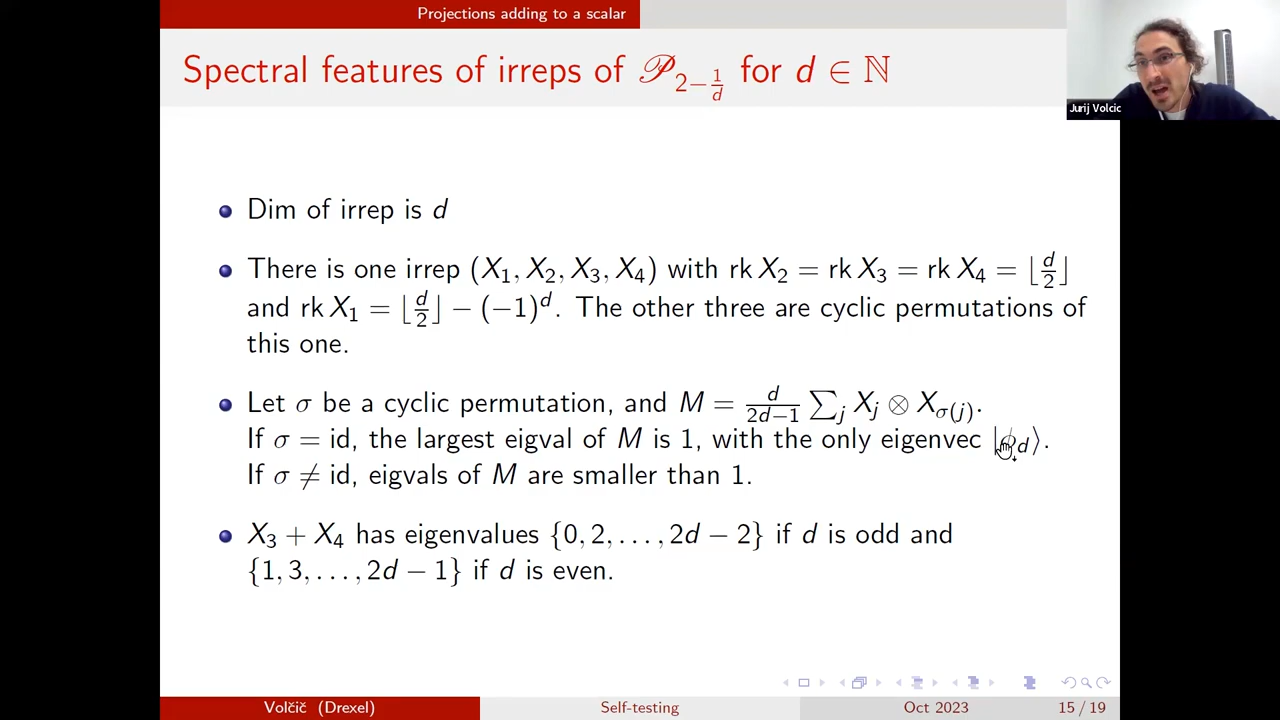 Projections adding to a scalar
Spectral features of irreps of 𝒫_{2−1/d} for d ∈ ℕ
Jurij Volcic
Dim of irrep is d
There is one irrep (X₁, X₂, X₃, X₄) with rk X₂ = rk X₃ = rk X₄ = ⌊d/2⌋
and rk X₁ = ⌊d/2⌋ − (−1)^d. The other three are cyclic permutations of
this one.
Let σ be a cyclic permutation, and M = d/(2d−1) ∑_j X_j ⊗ X_{σ(j)}.
If σ = id, the largest eigval of M is 1, with the only eigenvec |ϕ_d⟩.
If σ ≠ id, eigvals of M are smaller than 1.
X₃ + X₄ has eigenvalues {0, 2, . . . , 2d − 2} if d is odd and
{1, 3, . . . , 2d − 1} if d is even.
Volčič (Drexel)
Self-testing
Oct 2023
15 / 19